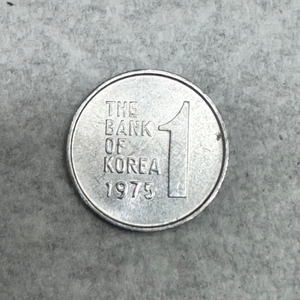 THE
BANK
OF
KOREA
1975
1